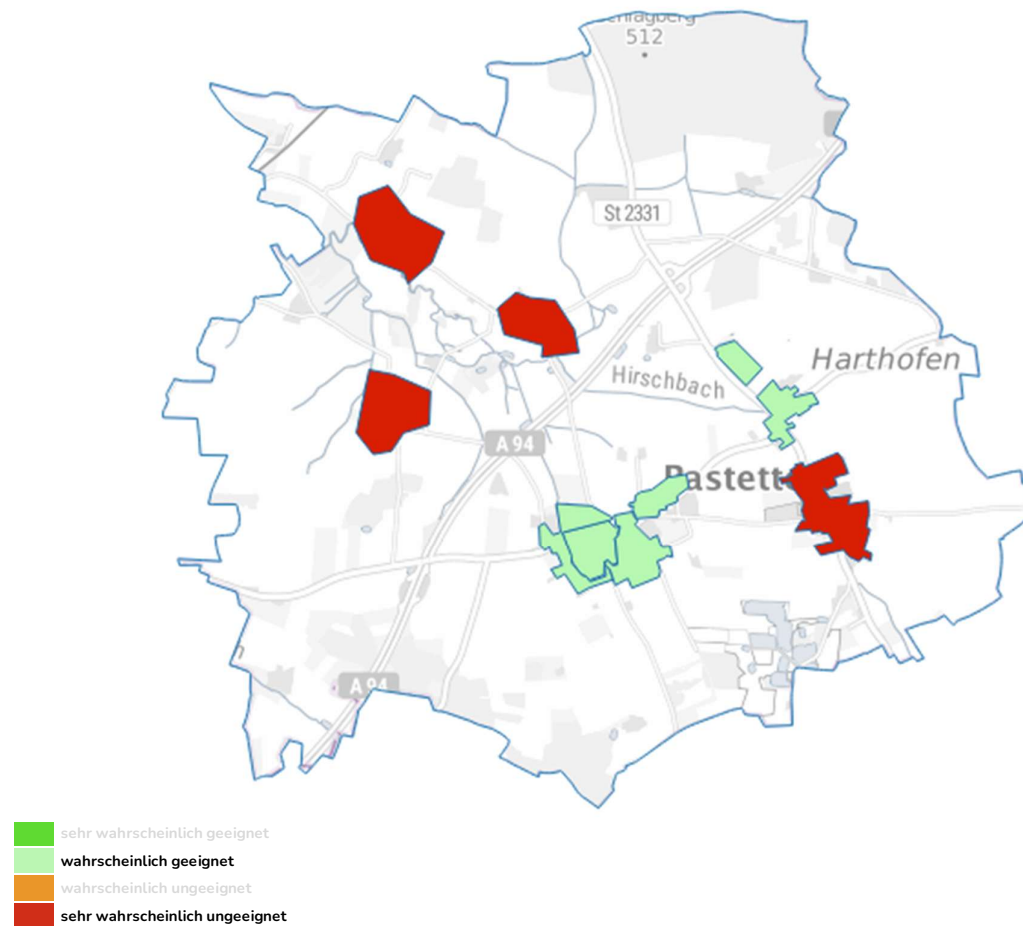 512
St 2331
Harthofen
Hirschbach
A 94
A 94
sehr wahrscheinlich geeignet
wahrscheinlich geeignet
wahrscheinlich ungeeignet
sehr wahrscheinlich ungeeignet